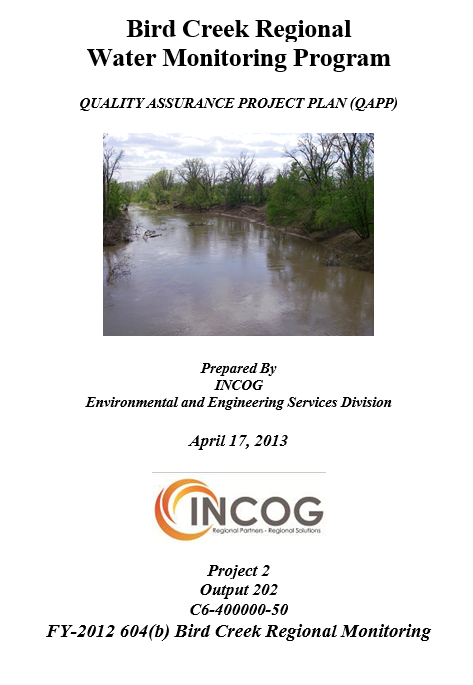 Bird Creek Regional
Water Monitoring Program
QUALITY ASSURANCE PROJECT PLAN (QAPP)
Prepared By
INCOG
Environmental and Engineering Services Division
April 17, 2013
INCOG
Regional Partners - Regional Solutions
Project 2
Output 202
C6-400000-50
FY-2012 604(b) Bird Creek Regional Monitoring